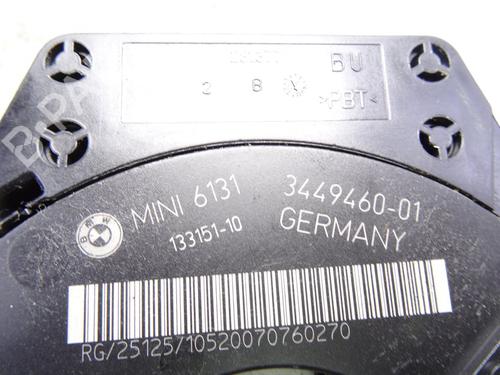 BU
2 8
>PBT<
MINI 6131 3449460-01
133151-10 GERMANY
BMW
RG/25125/10520070760270